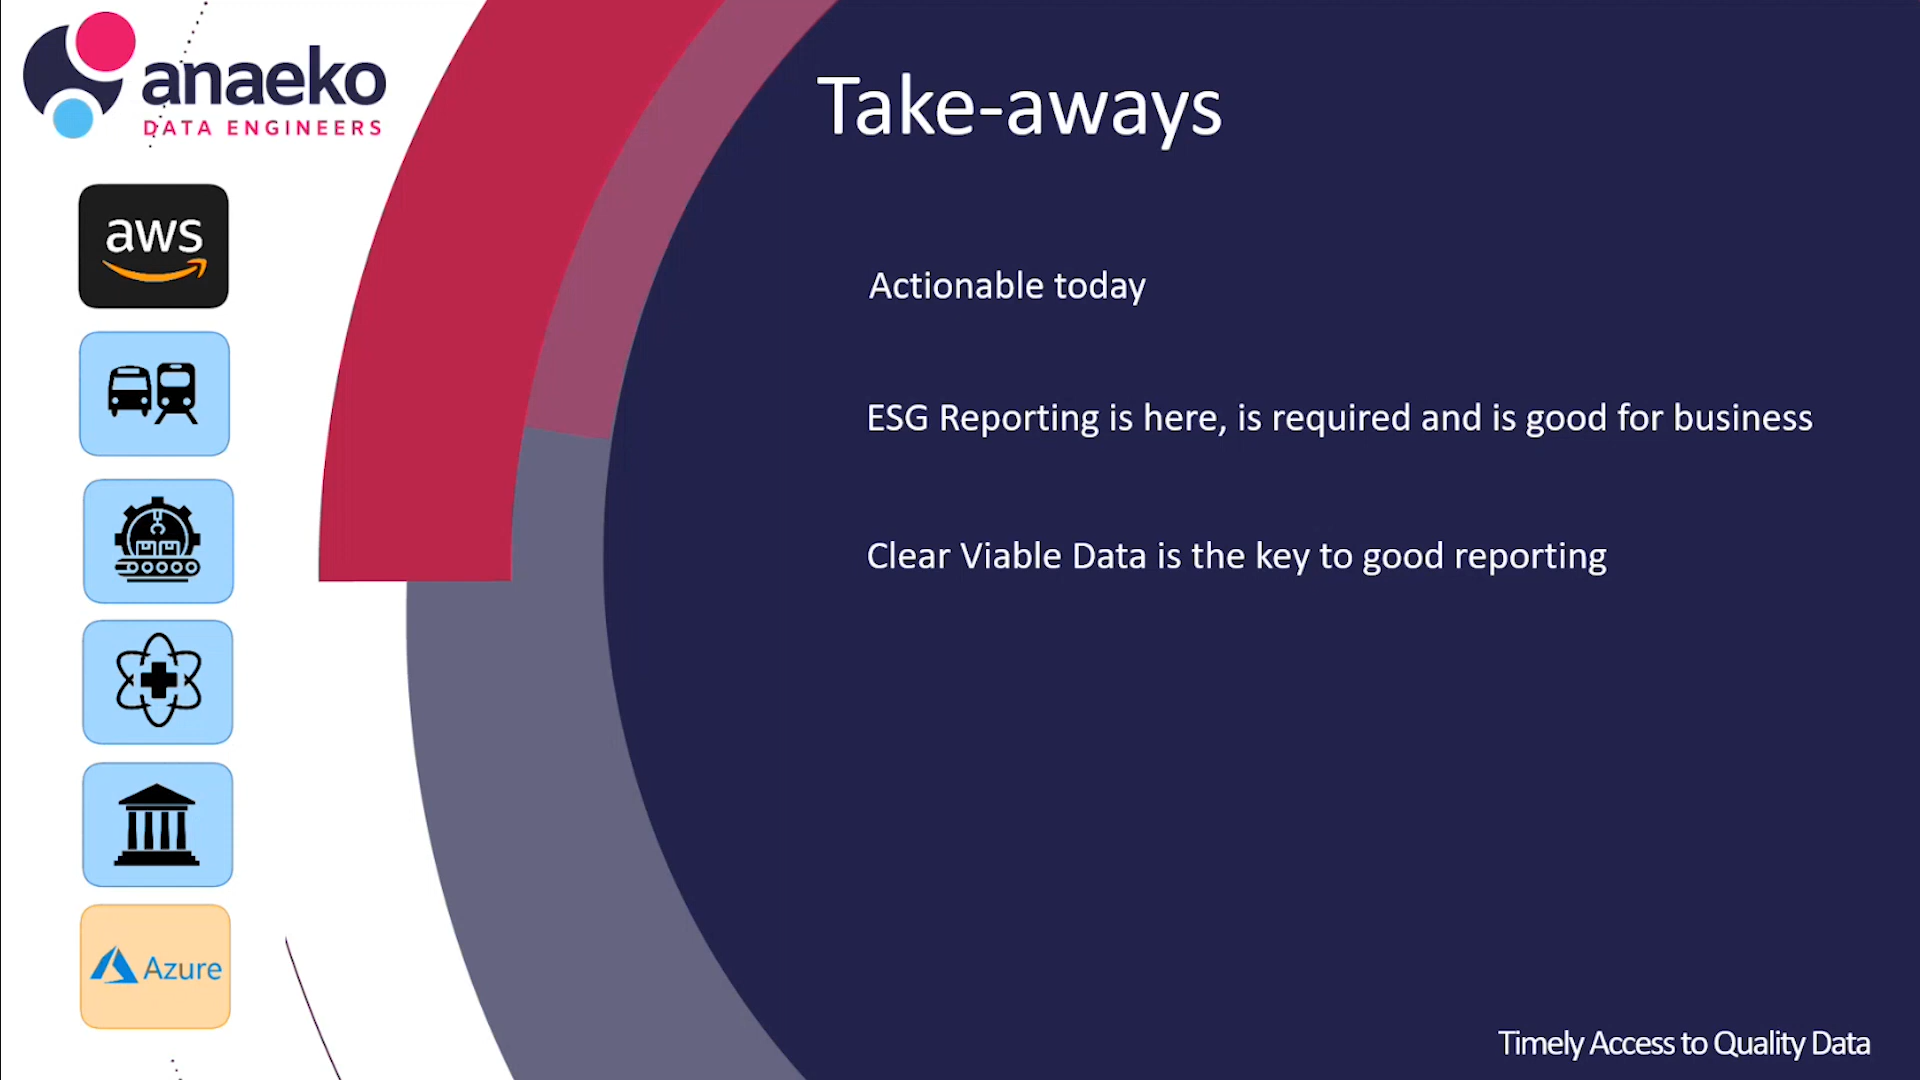 anaeko
DATA ENGINEERS
aws
Azure
Take-aways
Actionable today
ESG Reporting is here, is required and is good for business
Clear Viable Data is the key to good reporting
Timely Access to Quality Data